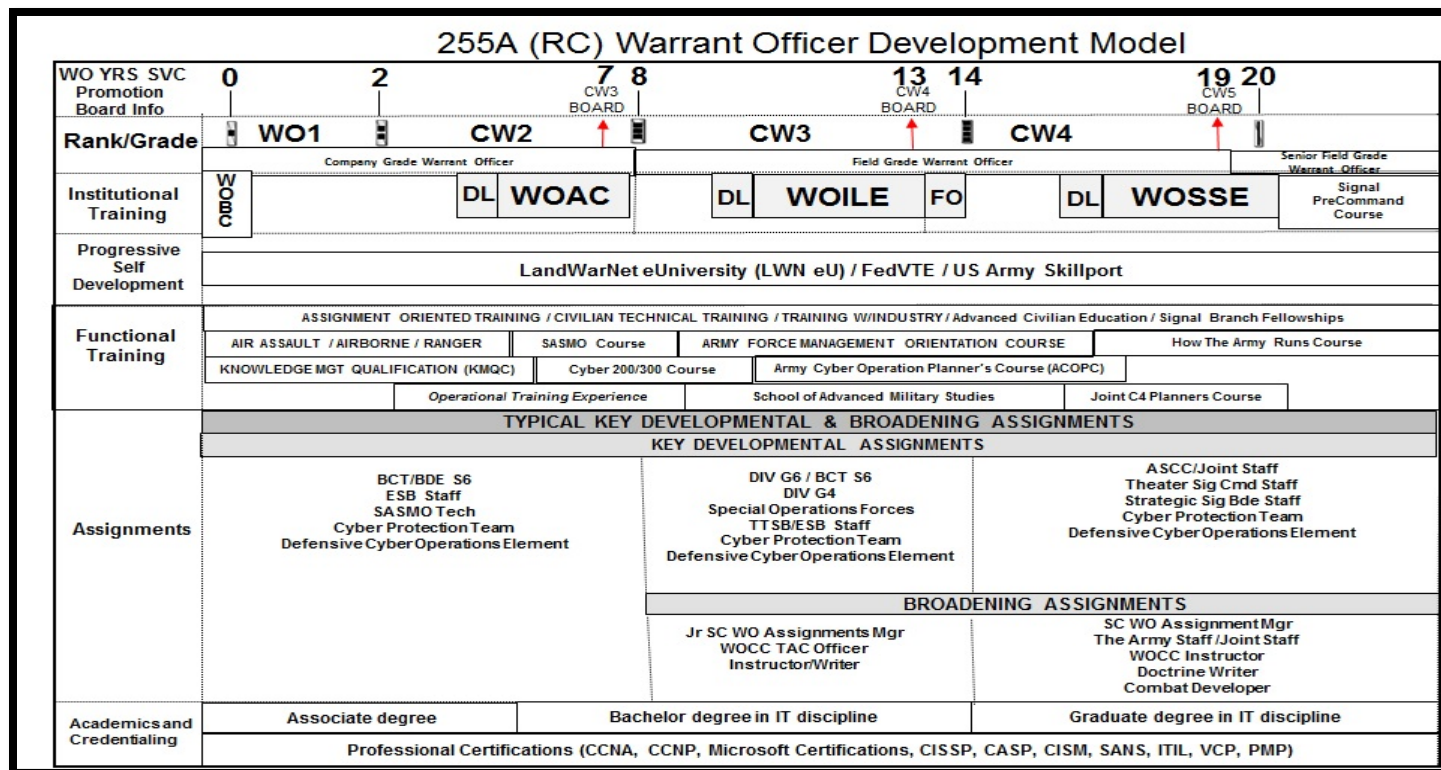 255A (RC) Warrant Officer Development Model
WO YRS SVC
Promotion
Board Info
0
2
7
8
13
14
19
20
CW3
BOARD
CW4
BOARD
CW5
BOARD
Rank/Grade
WO1
CW2
CW3
CW4
Company Grade Warrant Officer
Field Grade Warrant Officer
Senior Field Grade
Warrant Officer
Institutional
Training
W
O
B
C
DL
WOAC
DL
WOILE
FO
DL
WOSSE
Signal
PreCommand
Course
Progressive
Self
Development
LandWarNet eUniversity (LWN eU) / FedVTE / US Army Skillport
Functional
Training
ASSIGNMENT ORIENTED TRAINING / CIVILIAN TECHNICAL TRAINING / TRAINING W/INDUSTRY / Advanced Civilian Education / Signal Branch Fellowships
AIR ASSAULT / AIRBORNE / RANGER
SASMO Course
ARMY FORCE MANAGEMENT ORIENTATION COURSE
How The Army Runs Course
KNOWLEDGE MGT QUALIFICATION (KMQC)
Cyber 200/300 Course
Army Cyber Operation Planner's Course (ACOPC)
Operational Training Experience
School of Advanced Military Studies
Joint C4 Planners Course
Assignments
TYPICAL KEY DEVELOPMENTAL & BROADENING ASSIGNMENTS
KEY DEVELOPMENTAL ASSIGNMENTS
BCT/BDE S6
ESB Staff
SASMO Tech
Cyber Protection Team
Defensive Cyber Operations Element
DIV G6 / BCT S6
DIV G4
Special Operations Forces
TTSB/ESB Staff
Cyber Protection Team
Defensive Cyber Operations Element
ASCC/Joint Staff
Theater Sig Cmd Staff
Strategic Sig Bde Staff
Cyber Protection Team
Defensive Cyber Operations Element
BROADENING ASSIGNMENTS
Jr SC WO Assignments Mgr
WOCC TAC Officer
Instructor/Writer
SC WO Assignment Mgr
The Army Staff /Joint Staff
WOCC Instructor
Doctrine Writer
Combat Developer
Academics and
Credentialing
Associate degree
Bachelor degree in IT discipline
Graduate degree in IT discipline
Professional Certifications (CCNA, CCNP, Microsoft Certifications, CISSP, CASP, CISM, SANS, ITIL, VCP, PMP)